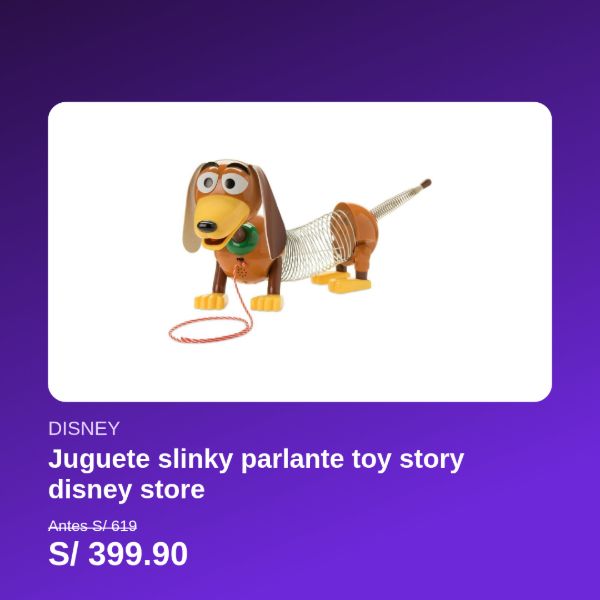 DISNEY
Juguete slinky parlante toy story
disney store
Antes S/ 619
S/ 399.90